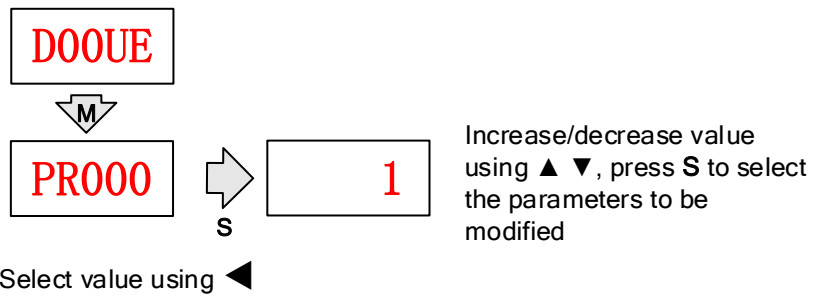 D00UE
M
PR000
S
1
Increase/decrease value
using ▲ ▼, press S to select
the parameters to be
modified
Select value using ◀